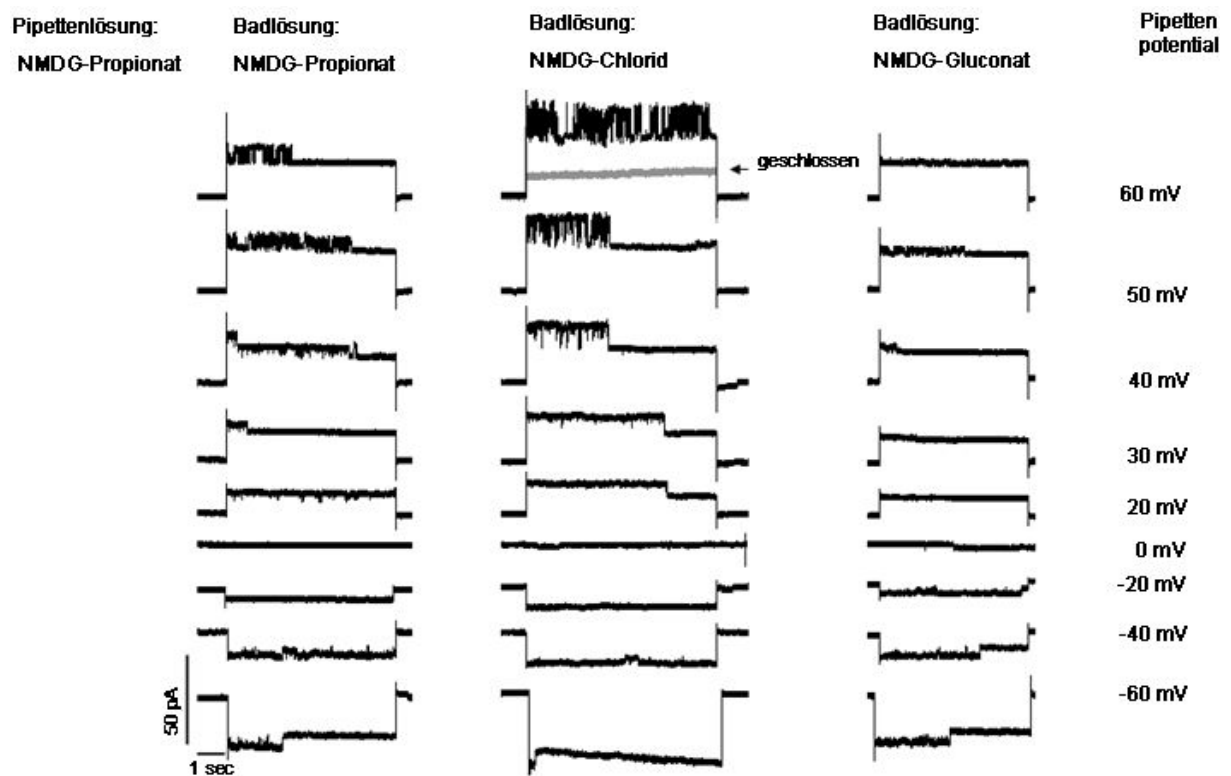 Pipettenlösung:
NMDG-Propionat
Badlösung:
NMDG-Propionat
Badlösung:
NMDG-Chlorid
Badlösung:
NMDG-Gluconat
Pipetten
potential
geschlossen
60 mV
50 mV
40 mV
30 mV
20 mV
0 mV
-20 mV
-40 mV
-60 mV
50 pA
1 sec